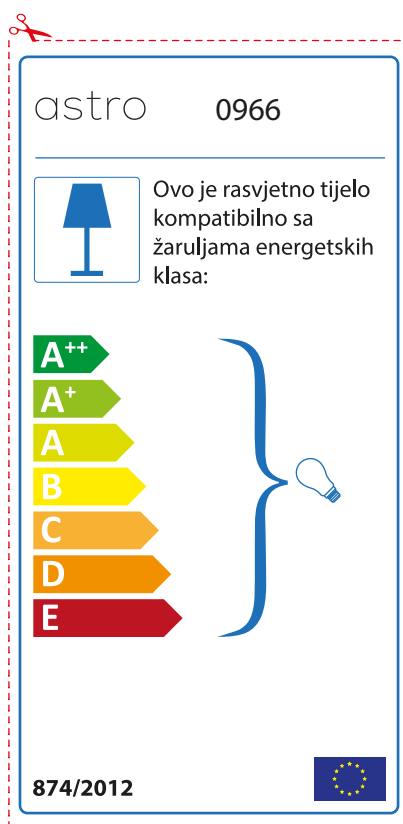 astro 0966
Ovo je rasvjetno tijelo
kompatibilno sa
žaruljama energetskih
klasa:
A++
A+
A
B
C
D
E
874/2012